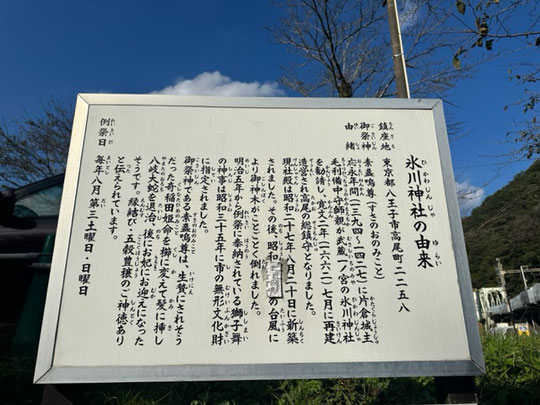 氷川神社の由来
鎮座地 東京都八王子市高尾町二二五八
御祭神 素盞嗚尊(すさのおのみこと)
由緒 応永年間(一三九四〜一四二七)に片倉城主
毛利備中守師親が武蔵一ノ宮の氷川神社
を勧請し、寛文二年(一六六二)七月に再建
造営され高尾の総鎮守となりました。
現社殿は昭和二十七年 月二十日に新築
されました。その後、昭和 の台風に
より御神木がことごとく倒れました。
明治五年から例祭に奉納されている獅子舞
の神事は昭和三十五年に市の無形文化財
に指定されました。
御祭神である素盞嗚尊は、生贄にされそう
だった奇稲田姫命を櫛に変えて髪に挿し
八岐大蛇を退治 後にお妃にお迎えになった
そうです。縁結び・五穀豊穣のご神徳あり
と伝えられています。
例祭日 毎年八月第三土曜日・日曜日